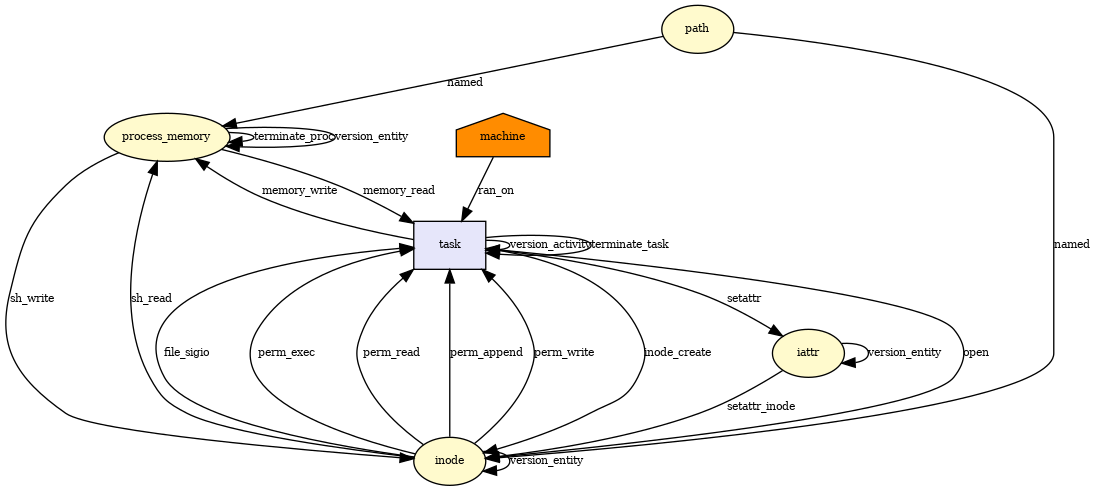 path
named
process_memory
terminate_proc
version_entity
machine
memory_write
memory_read
ran_on
task
version_activity
terminate_task
named
sh_write
sh_read
setattr
file_sigio
perm_exec
perm_read
perm_append
perm_write
inode_create
iattr
version_entity
open
setattr_inode
inode
version_entity